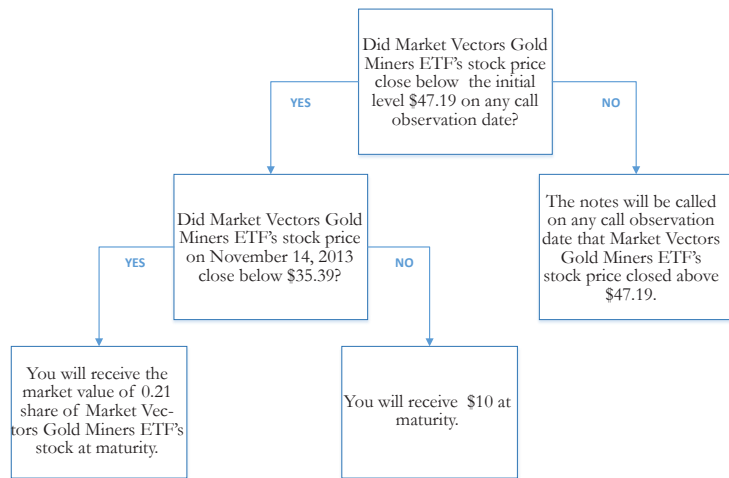 Did Market Vectors Gold
Miners ETF's stock price
close below the initial
level $47.19 on any call
observation date?
YES
NO
Did Market Vectors Gold
Miners ETF's stock price
on November 14, 2013
close below $35.39?
The notes will be called
on any call observation
date that Market Vectors
Gold Miners ETF's
stock price closed above
$47.19.
YES
NO
You will receive the
market value of 0.21
share of Market Vec-
tors Gold Miners ETF's
stock at maturity.
You will receive $10 at
maturity.